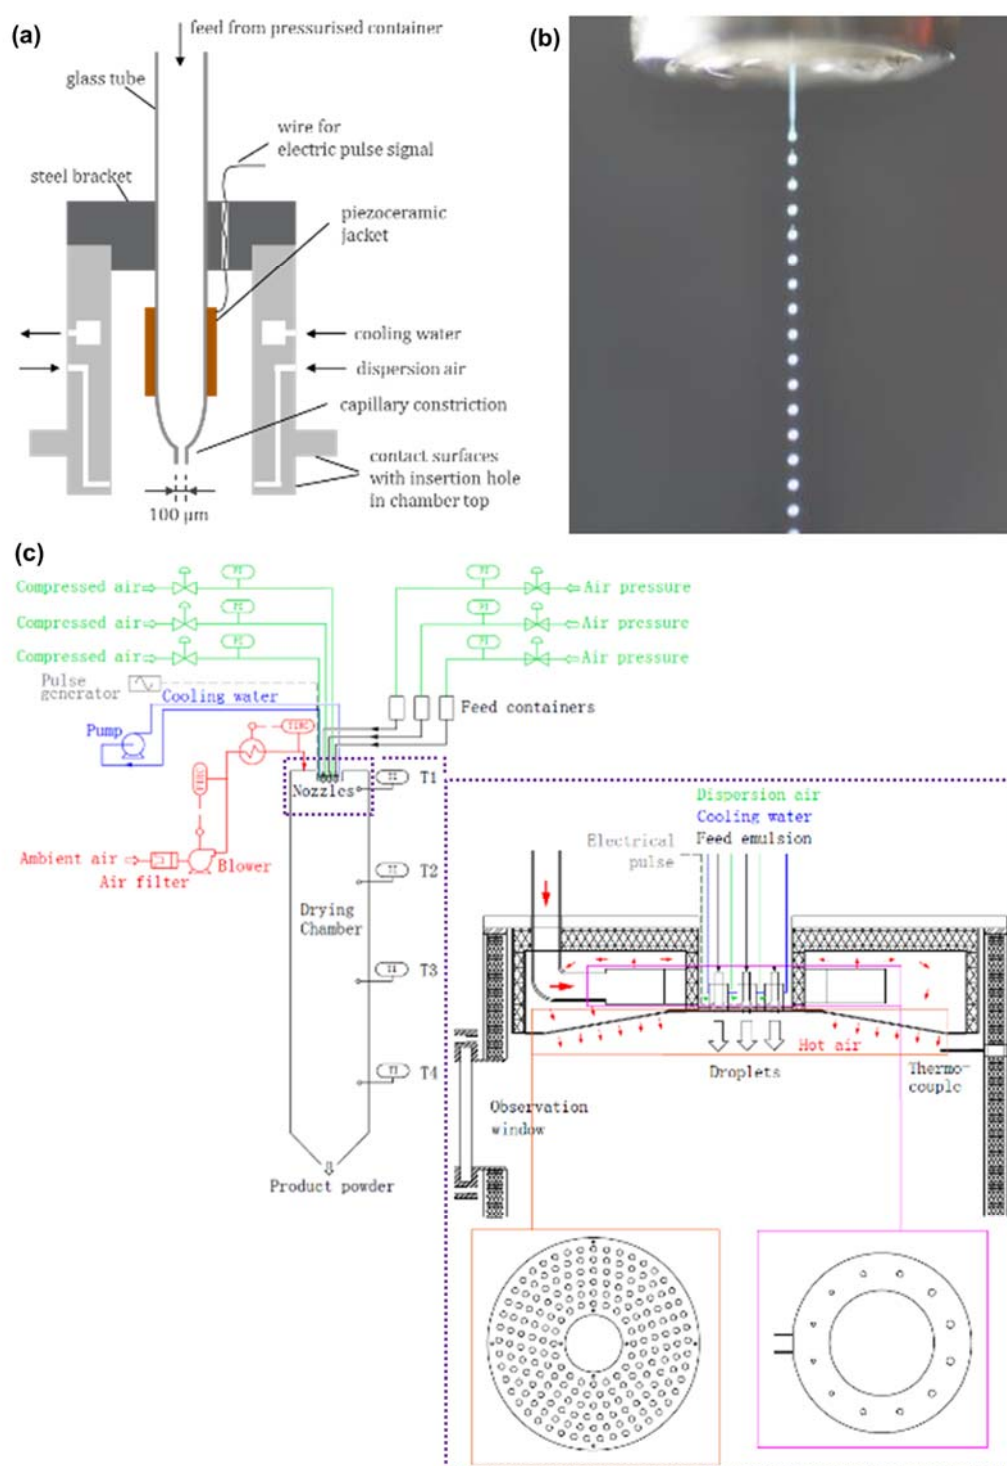 (a)
feed from pressurised container
glass tube
wire for
electric pulse signal
steel bracket
piezoceramic
jacket
cooling water
dispersion air
capillary constriction
contact surfaces
with insertion hole
in chamber top
100 µm
(b)
(c)
Compressed air
Air pressure
Compressed air
Air pressure
Compressed air
Air pressure
Pulse
generator
Cooling water
Feed containers
Pump
Nozzles
T1
Ambient air
Air filter
Blower
T2
Drying
Chamber
T3
T4
Product powder
Dispersion air
Cooling water
Feed emulsion
Electrical
pulse
Hot air
Droplets
Thermo-
couple
Observation
window